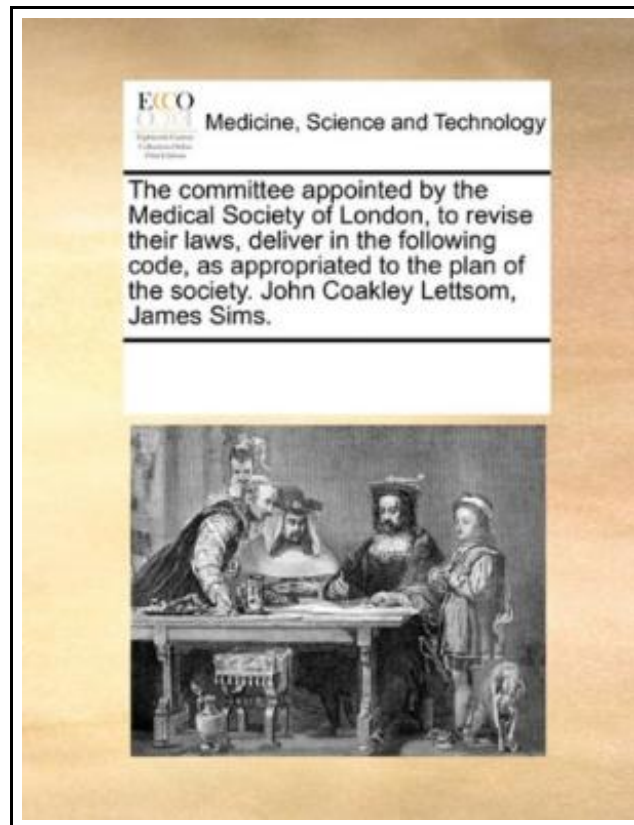 ECCO
Medicine, Science and Technology
The committee appointed by the
Medical Society of London, to revise
their laws, deliver in the following
code, as appropriated to the plan of
the society. John Coakley Lettsom,
James Sims.